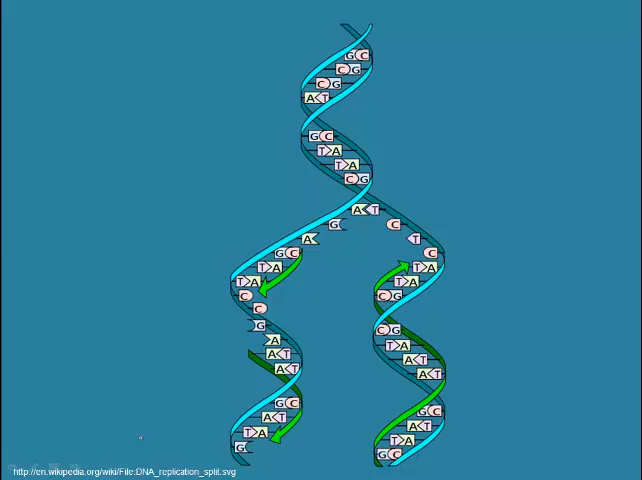 G C
C G
C G
A T
G C
T A
T A
C G
A T
G C
A T
G C C
T A T A
T A T A
C C G
C
G C G
A T A
A T A T
A T A T
G C G C
A T A T
T A T A
G G C
http://en.wikipedia.org/wiki/File:DNA_replication_split.svg